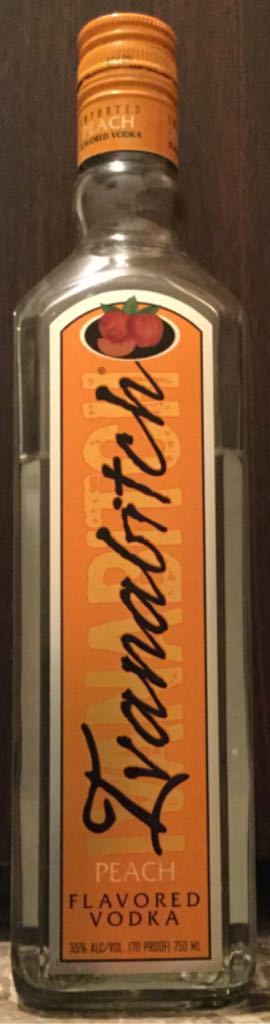 IMPORTED
PEACH
FLAVORED VODKA
®
IVANABITCH
Ivanabitch
PEACH
FLAVORED
VODKA
35% ALC/VOL. (70 PROOF) 750 ML